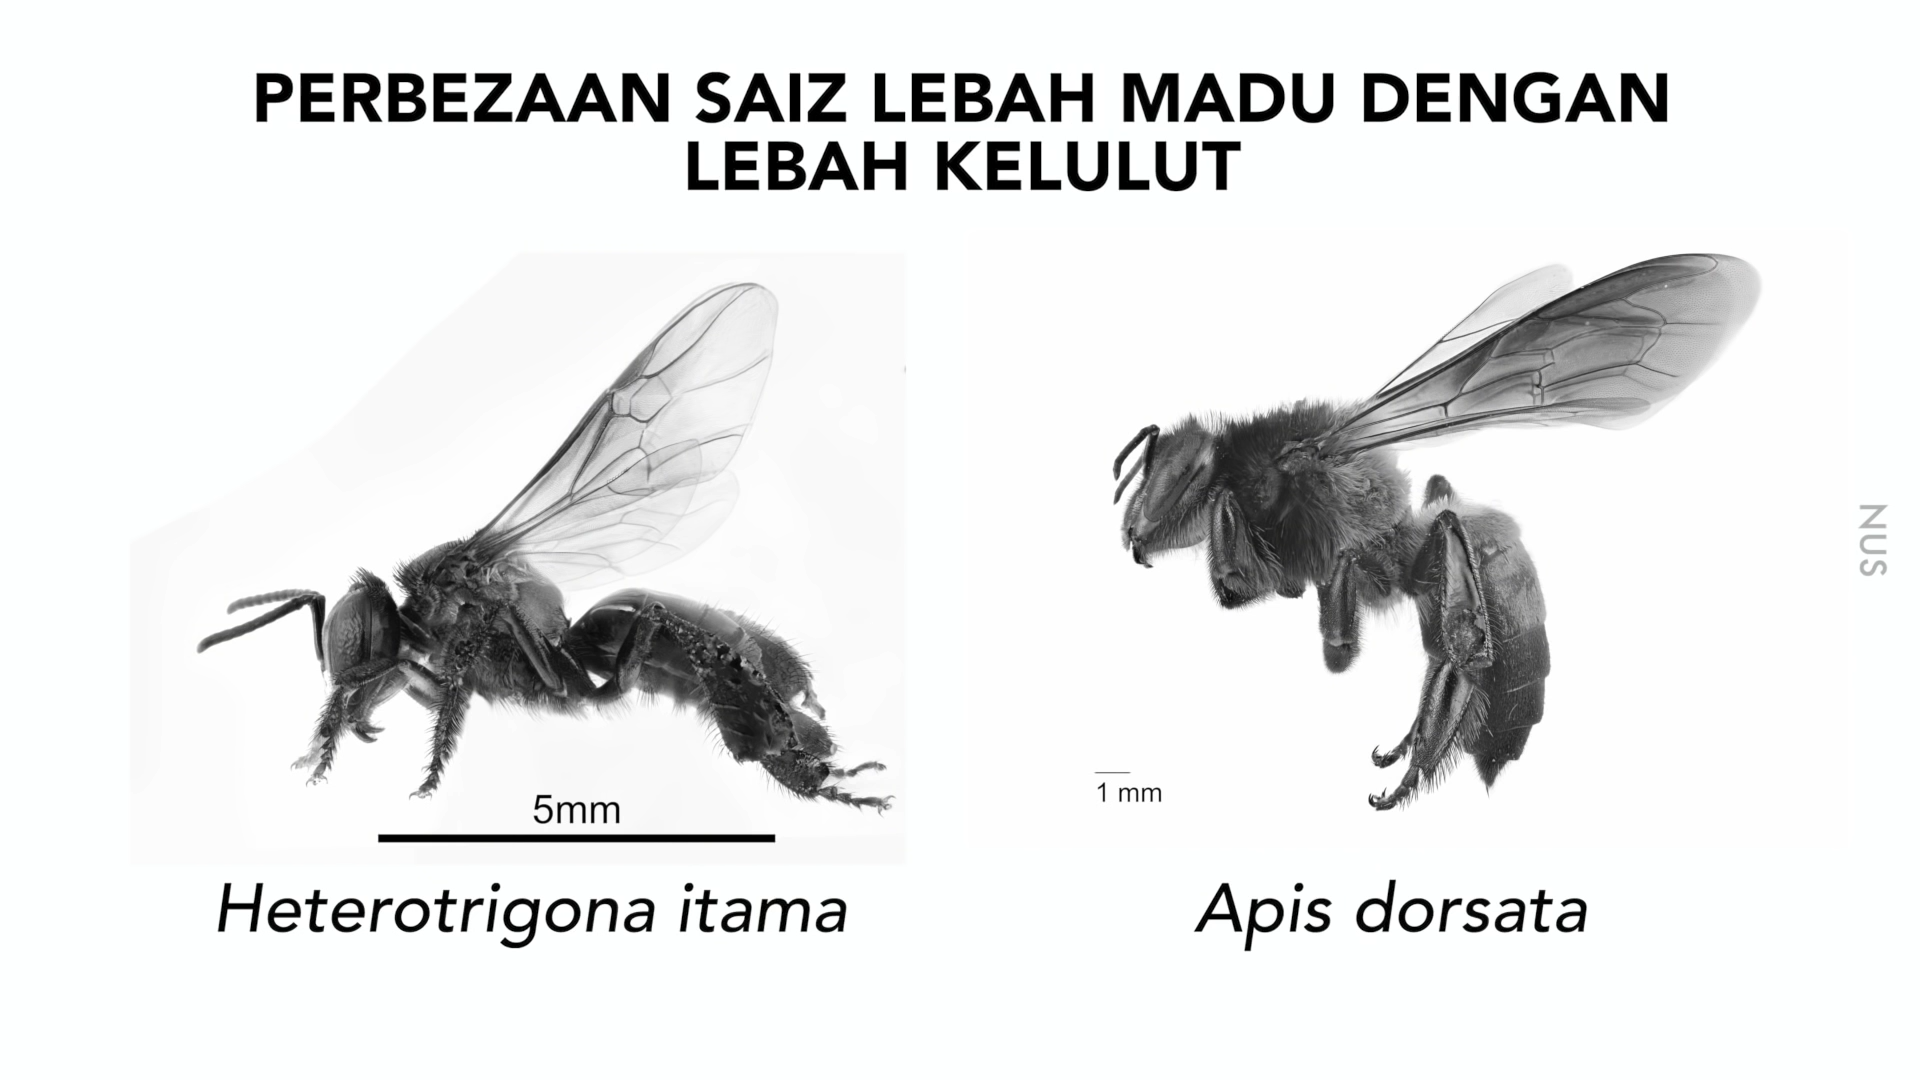 PERBEZAAN SAIZ LEBAH MADU DENGAN
LEBAH KELULUT
5mm
1 mm
Heterotrigona itama
Apis dorsata
NUS